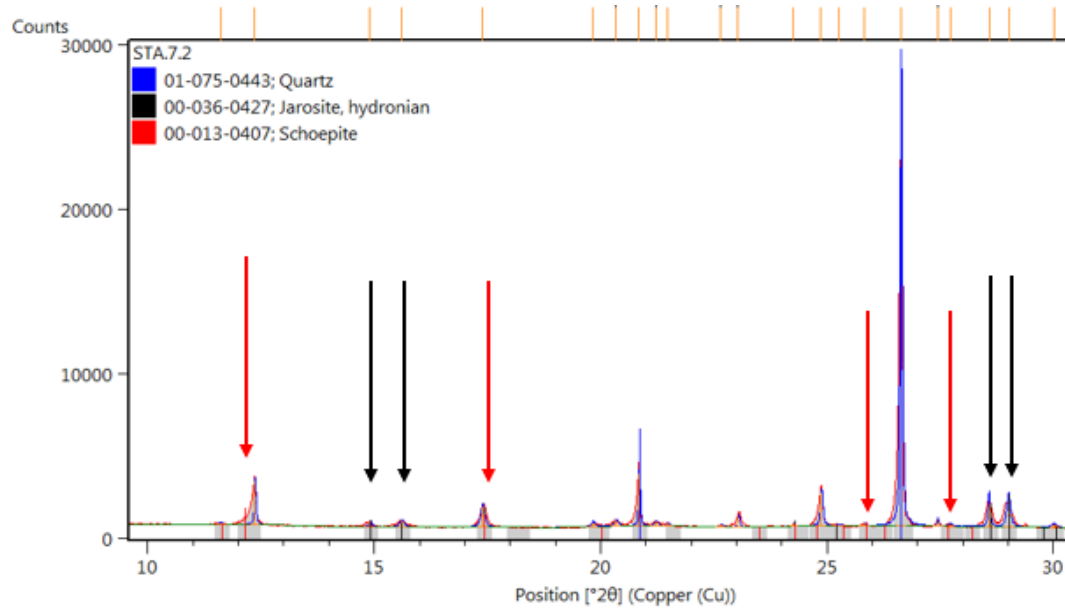 Counts
30000
STA.7.2
01-075-0443; Quartz
00-036-0427; Jarosite, hydronian
00-013-0407; Schoepite
20000
10000
0
10 15 20 25 30
Position [°2θ] (Copper (Cu))